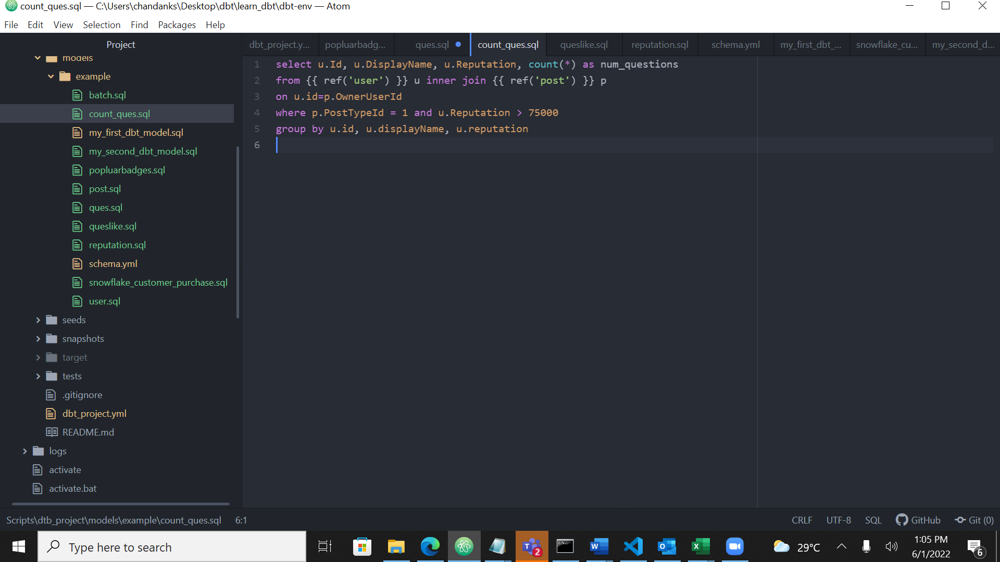 count_ques.sql — C:\Users\chandanks\Desktop\dbt\learn_dbt\dbt-env — Atom
File Edit View Selection Find Packages Help
Project
dbt_project.y... popluarbadg... ques.sql count_ques.sql queslike.sql reputation.sql schema.yml my_first_dbt_... snowflake_cu... my_second_d...
models
example
batch.sql
count_ques.sql
my_first_dbt_model.sql
my_second_dbt_model.sql
popluarbadges.sql
post.sql
ques.sql
queslike.sql
reputation.sql
schema.yml
snowflake_customer_purchase.sql
user.sql
seeds
snapshots
target
tests
.gitignore
dbt_project.yml
README.md
logs
activate
activate.bat
1 select u.Id, u.DisplayName, u.Reputation, count(*) as num_questions
2 from {{ ref('user') }} u inner join {{ ref('post') }} p
3 on u.id=p.OwnerUserId
4 where p.PostTypeId = 1 and u.Reputation > 75000
5 group by u.id, u.displayName, u.reputation
6
Scripts\dtb_project\models\example\count_ques.sql 6:1 CRLF UTF-8 SQL GitHub Git (0)
Type here to search
2
29°C
1:05 PM
6/1/2022
6